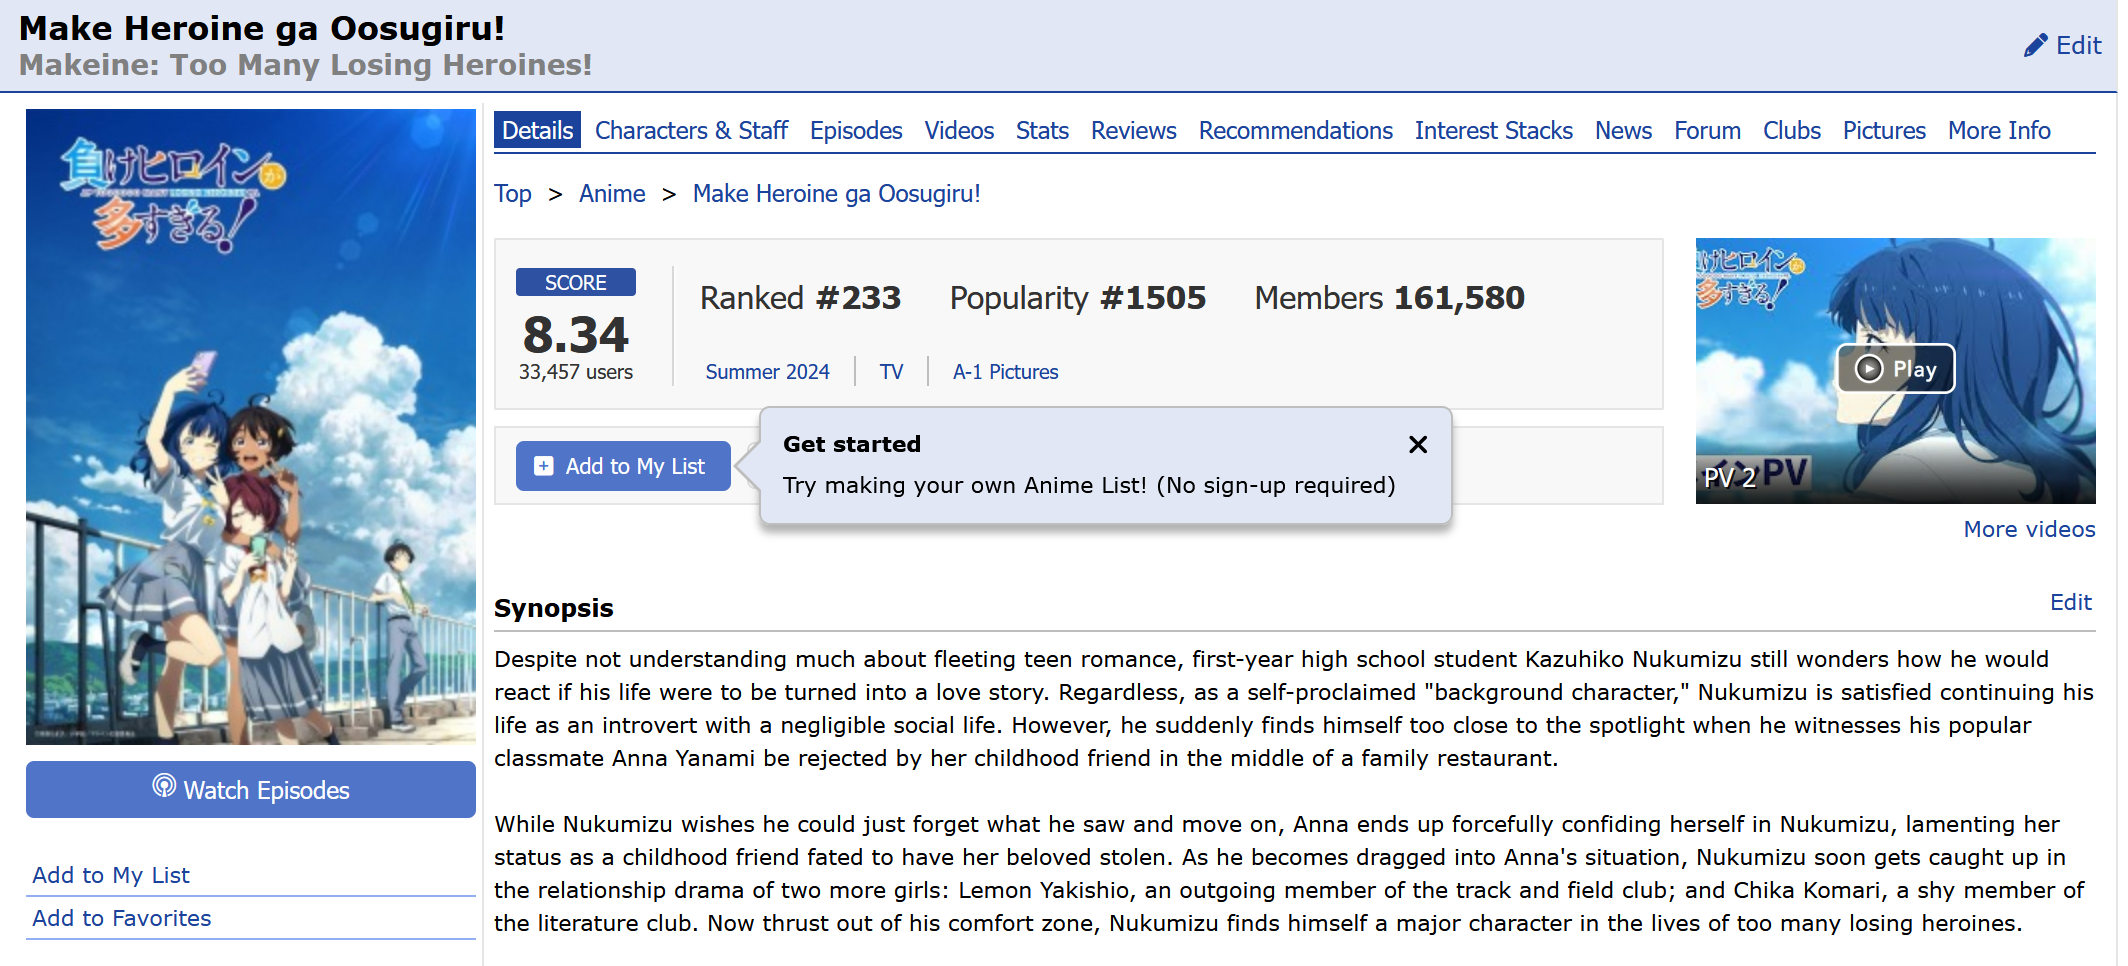 Make Heroine ga Oosugiru!
Makeine: Too Many Losing Heroines!
Edit
負けヒロインが
多すぎる!
Watch Episodes
Add to My List
Add to Favorites
Details Characters & Staff Episodes Videos Stats Reviews Recommendations Interest Stacks News Forum Clubs Pictures More Info
Top > Anime > Make Heroine ga Oosugiru!
SCORE
8.34
33,457 users
Ranked #233 Popularity #1505 Members 161,580
Summer 2024 TV A-1 Pictures
Add to My List
Get started
Try making your own Anime List! (No sign-up required)
負けヒロインが
多すぎる!
Play
PV 2
More videos
Synopsis
Edit
Despite not understanding much about fleeting teen romance, first-year high school student Kazuhiko Nukumizu still wonders how he would
react if his life were to be turned into a love story. Regardless, as a self-proclaimed "background character," Nukumizu is satisfied continuing his
life as an introvert with a negligible social life. However, he suddenly finds himself too close to the spotlight when he witnesses his popular
classmate Anna Yanami be rejected by her childhood friend in the middle of a family restaurant.
While Nukumizu wishes he could just forget what he saw and move on, Anna ends up forcefully confiding herself in Nukumizu, lamenting her
status as a childhood friend fated to have her beloved stolen. As he becomes dragged into Anna's situation, Nukumizu soon gets caught up in
the relationship drama of two more girls: Lemon Yakishio, an outgoing member of the track and field club; and Chika Komari, a shy member of
the literature club. Now thrust out of his comfort zone, Nukumizu finds himself a major character in the lives of too many losing heroines.